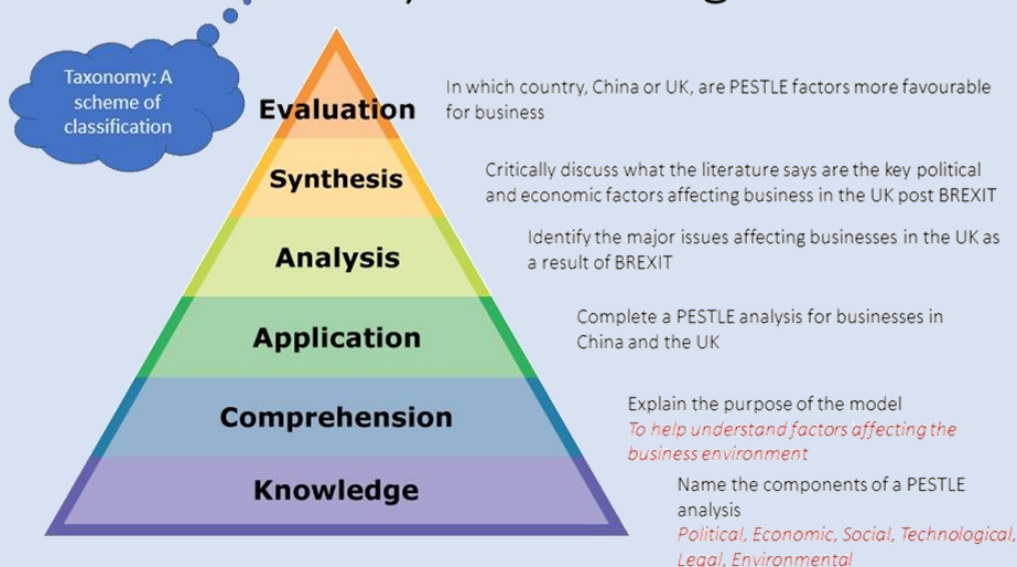 Taxonomy: A
scheme of
classification
Evaluation
In which country, China or UK, are PESTLE factors more favourable
for business
Synthesis
Critically discuss what the literature says are the key political
and economic factors affecting business in the UK post BREXIT
Analysis
Identify the major issues affecting businesses in the UK as
a result of BREXIT
Application
Complete a PESTLE analysis for businesses in
China and the UK
Comprehension
Explain the purpose of the model
To help understand factors affecting the
business environment
Knowledge
Name the components of a PESTLE
analysis
Political, Economic, Social, Technological,
Legal, Environmental